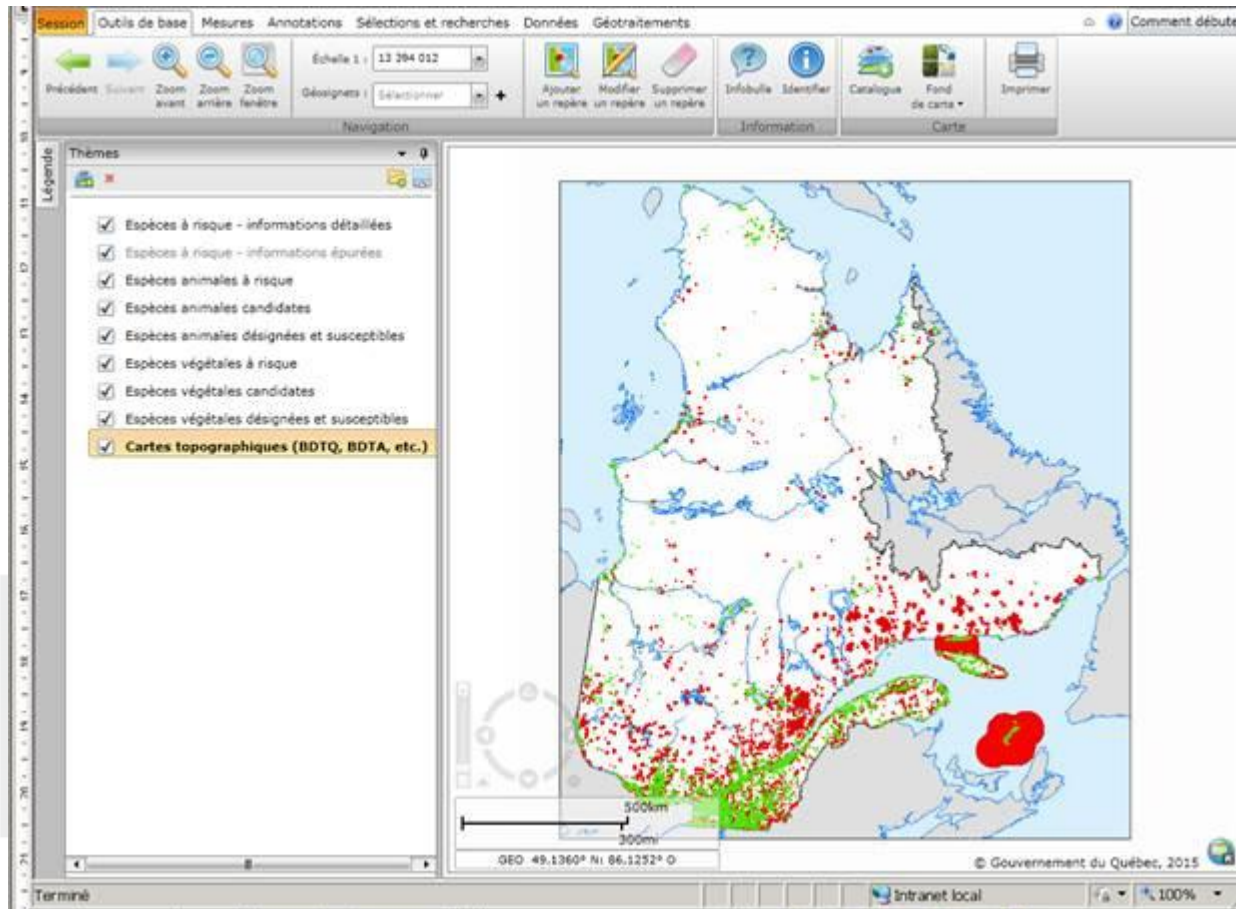 Session Outils de base Mesures Annotations Sélections et recherches Données Géotraitements Comment débute
Précédent Suivant Zoom avant Zoom arrière Zoom fenêtre
Échelle 1 : 13 394 012
Géosignets : Sélectionner
Ajouter un repère Modifier un repère Supprimer un repère
Infobulle Identifier
Catalogue Fond de carte
Imprimer
Navigation Information Carte
Légende
Thèmes
Espèces à risque - informations détaillées
Espèces à risque - informations épurées
Espèces animales à risque
Espèces animales candidates
Espèces animales désignées et susceptibles
Espèces végétales à risque
Espèces végétales candidates
Espèces végétales désignées et susceptibles
Cartes topographiques (BDTQ, BDTA, etc.)
500km
300mi
GEO 49.1360° N: 86.1252° O
© Gouvernement du Québec, 2015
Terminé Intranet local 100%